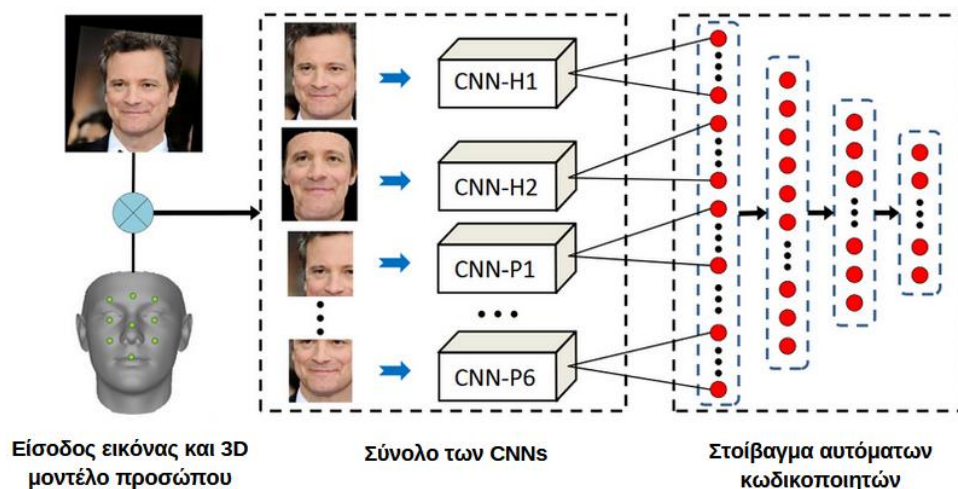 CNN-H1
CNN-H2
CNN-P1
CNN-P6
Είσοδος εικόνας και 3D
μοντέλο προσώπου
Σύνολο των CNNs
Στοίβαγμα αυτόματων
κωδικοποιητών